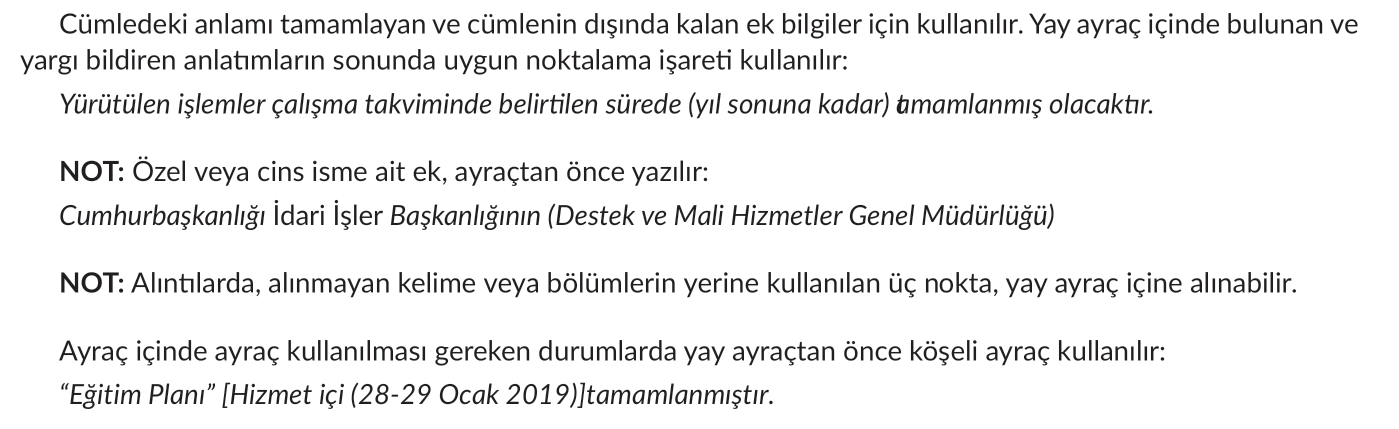 Cümledeki anlamı tamamlayan ve cümlenin dışında kalan ek bilgiler için kullanılır. Yay ayraç içinde bulunan ve
yargı bildiren anlatımların sonunda uygun noktalama işareti kullanılır:
Yürütülen işlemler çalışma takviminde belirtilen sürede (yıl sonuna kadar) tamamlanmış olacaktır.
NOT: Özel veya cins isme ait ek, ayraçtan önce yazılır:
Cumhurbaşkanlığı İdari İşler Başkanlığının (Destek ve Mali Hizmetler Genel Müdürlüğü)
NOT: Alıntılarda, alınmayan kelime veya bölümlerin yerine kullanılan üç nokta, yay ayraç içine alınabilir.
Ayraç içinde ayraç kullanılması gereken durumlarda yay ayraçtan önce köşeli ayraç kullanılır:
“Eğitim Planı” [Hizmet içi (28-29 Ocak 2019)]tamamlanmıştır.